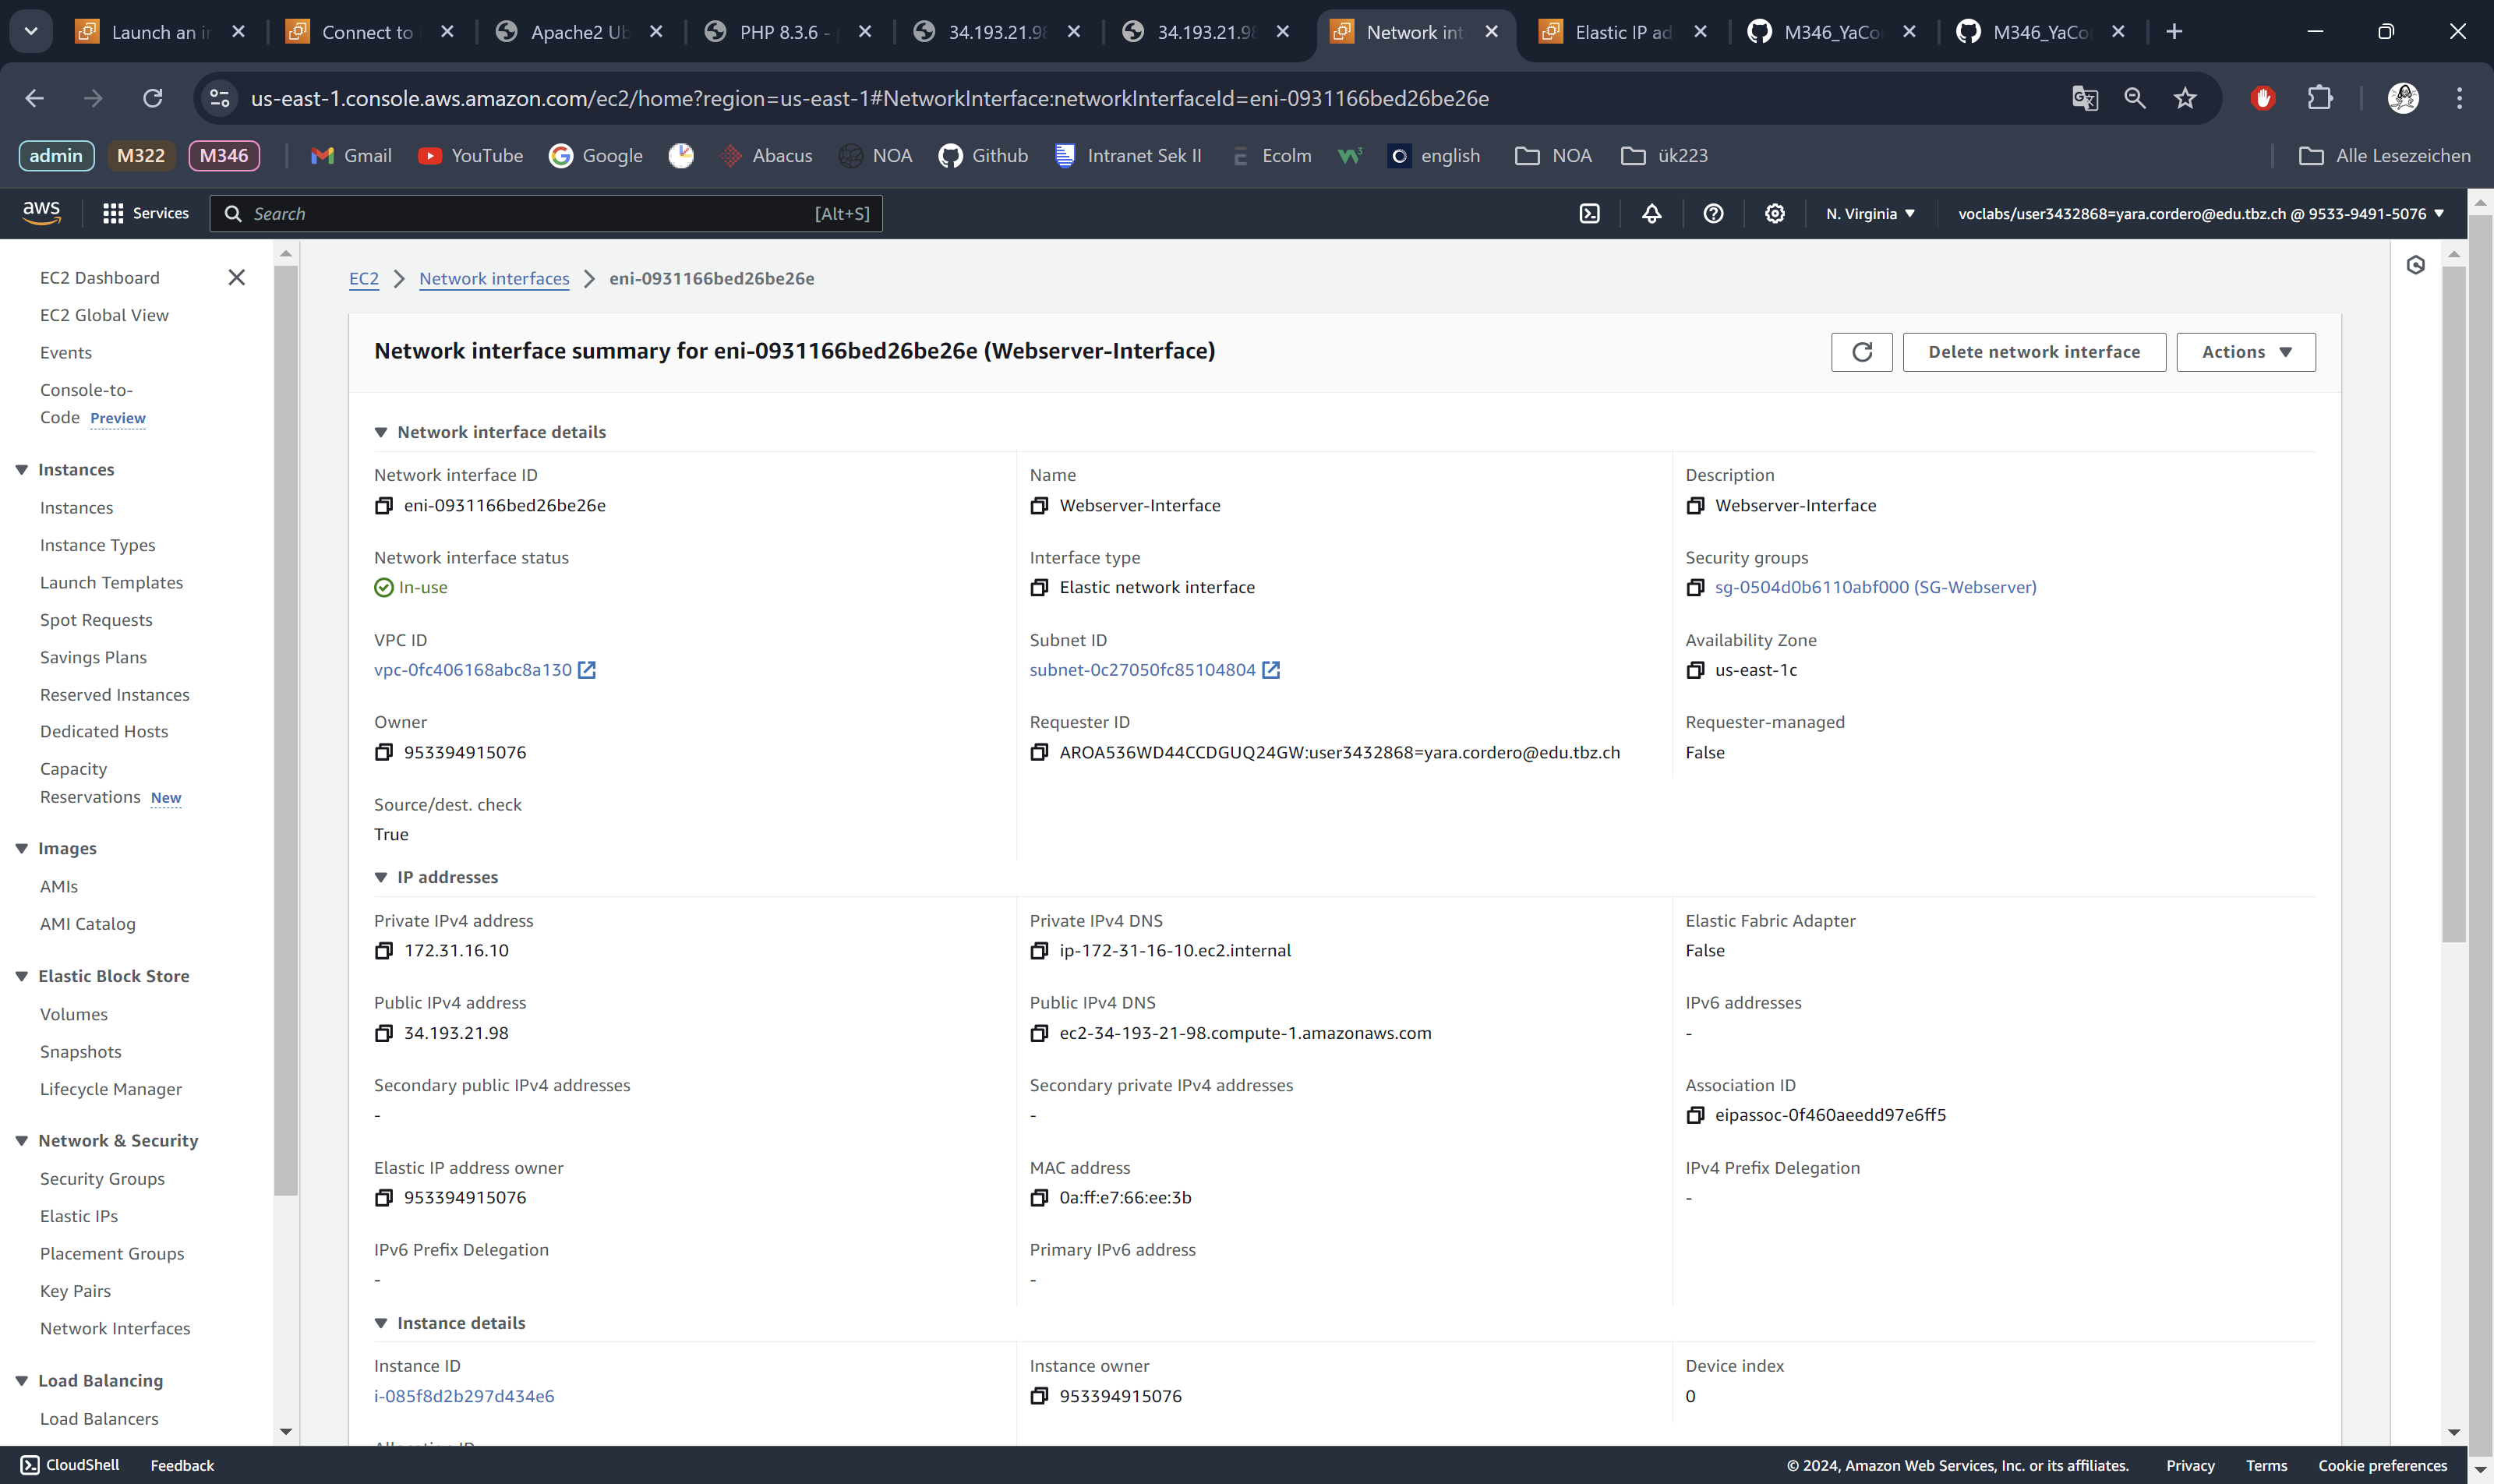 Launch an in
Connect to i
Apache2 Ub
PHP 8.3.6 - p
34.193.21.98
34.193.21.98
Network int
Elastic IP ad
M346_YaCo
M346_YaCo
us-east-1.console.aws.amazon.com/ec2/home?region=us-east-1#NetworkInterface:networkInterfaceId=eni-0931166bed26be26e
admin M322 M346 Gmail YouTube Google Abacus NOA Github Intranet Sek II Ecolm english NOA ük223 Alle Lesezeichen
aws Services Search [Alt+S] N. Virginia voclabs/user3432868=yara.cordero@edu.tbz.ch @ 9533-9491-5076
EC2 Dashboard
EC2 Global View
Events
Console-to-
Code Preview
Instances
Instances
Instance Types
Launch Templates
Spot Requests
Savings Plans
Reserved Instances
Dedicated Hosts
Capacity
Reservations New
Images
AMIs
AMI Catalog
Elastic Block Store
Volumes
Snapshots
Lifecycle Manager
Network & Security
Security Groups
Elastic IPs
Placement Groups
Key Pairs
Network Interfaces
Load Balancing
Load Balancers
EC2 > Network interfaces > eni-0931166bed26be26e
Network interface summary for eni-0931166bed26be26e (Webserver-Interface)
Delete network interface
Actions
Network interface details
Network interface ID
eni-0931166bed26be26e
Name
Webserver-Interface
Description
Webserver-Interface
Network interface status
In-use
Interface type
Elastic network interface
Security groups
sg-0504d0b6110abf000 (SG-Webserver)
VPC ID
vpc-0fc406168abc8a130
Subnet ID
subnet-0c27050fc85104804
Availability Zone
us-east-1c
Owner
953394915076
Requester ID
AROA536WD44CCDGUQ24GW:user3432868=yara.cordero@edu.tbz.ch
Requester-managed
False
Source/dest. check
True
IP addresses
Private IPv4 address
172.31.16.10
Private IPv4 DNS
ip-172-31-16-10.ec2.internal
Elastic Fabric Adapter
False
Public IPv4 address
34.193.21.98
Public IPv4 DNS
ec2-34-193-21-98.compute-1.amazonaws.com
IPv6 addresses
-
Secondary public IPv4 addresses
-
Secondary private IPv4 addresses
-
Association ID
eipassoc-0f460aeedd97e6ff5
Elastic IP address owner
953394915076
MAC address
0a:ff:e7:66:ee:3b
IPv4 Prefix Delegation
-
IPv6 Prefix Delegation
-
Primary IPv6 address
-
Instance details
Instance ID
i-085f8d2b297d434e6
Instance owner
953394915076
Device index
0
CloudShell Feedback © 2024, Amazon Web Services, Inc. or its affiliates. Privacy Terms Cookie preferences